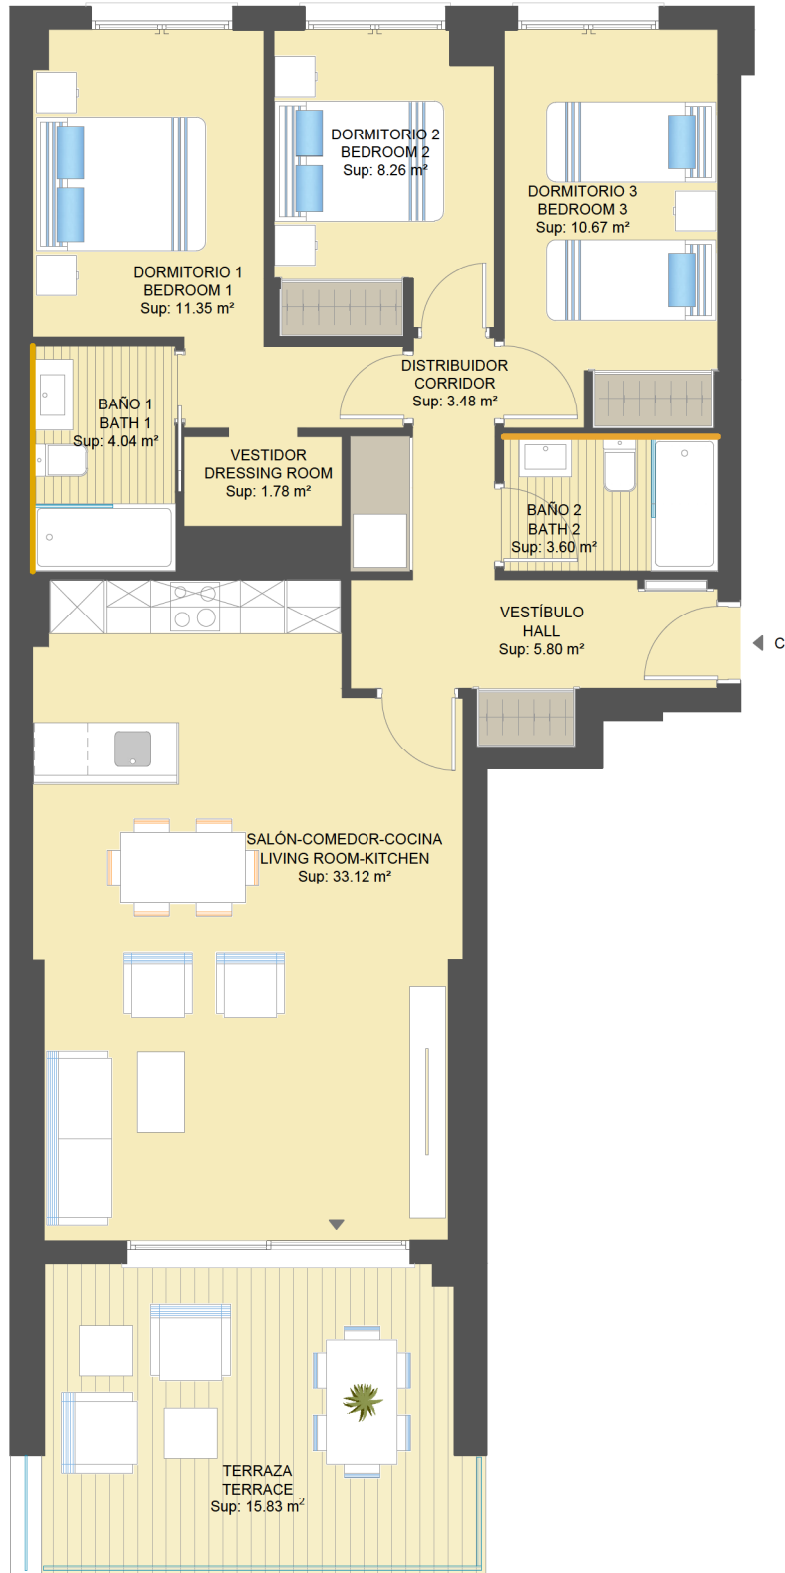 DORMITORIO 2
BEDROOM 2
Sup: 8.26 m²
DORMITORIO 3
BEDROOM 3
Sup: 10.67 m²
DORMITORIO 1
BEDROOM 1
Sup: 11.35 m²
DISTRIBUIDOR
CORRIDOR
Sup: 3.48 m²
BAÑO 1
BATH 1
Sup: 4.04 m²
VESTIDOR
DRESSING ROOM
Sup: 1.78 m²
BAÑO 2
BATH 2
Sup: 3.60 m²
VESTÍBULO
HALL
Sup: 5.80 m²
C
SALÓN-COMEDOR-COCINA
LIVING ROOM-KITCHEN
Sup: 33.12 m²
TERRAZA
TERRACE
Sup: 15.83 m²